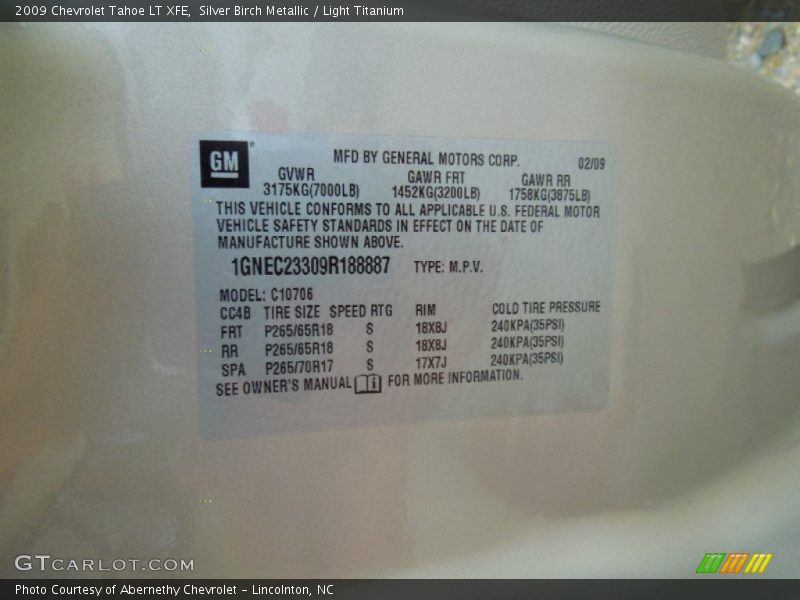 2009 Chevrolet Tahoe LT XFE, Silver Birch Metallic / Light Titanium
GM®
MFD BY GENERAL MOTORS CORP. 02/09
GVWR GAWR FRT GAWR RR
3175KG(7000LB) 1452KG(3200LB) 1758KG(3875LB)
THIS VEHICLE CONFORMS TO ALL APPLICABLE U.S. FEDERAL MOTOR
VEHICLE SAFETY STANDARDS IN EFFECT ON THE DATE OF
MANUFACTURE SHOWN ABOVE.
1GNEC23309R188887 TYPE: M.P.V.
MODEL: C10706
CC4B TIRE SIZE SPEED RTG RIM COLD TIRE PRESSURE
FRT P265/65R18 S 18X8J 240KPA(35PSI)
RR P265/65R18 S 18X8J 240KPA(35PSI)
SPA P265/70R17 S 17X7J 240KPA(35PSI)
SEE OWNER'S MANUAL i FOR MORE INFORMATION.
GTCARLOT.COM
Photo Courtesy of Abernethy Chevrolet – Lincolnton, NC